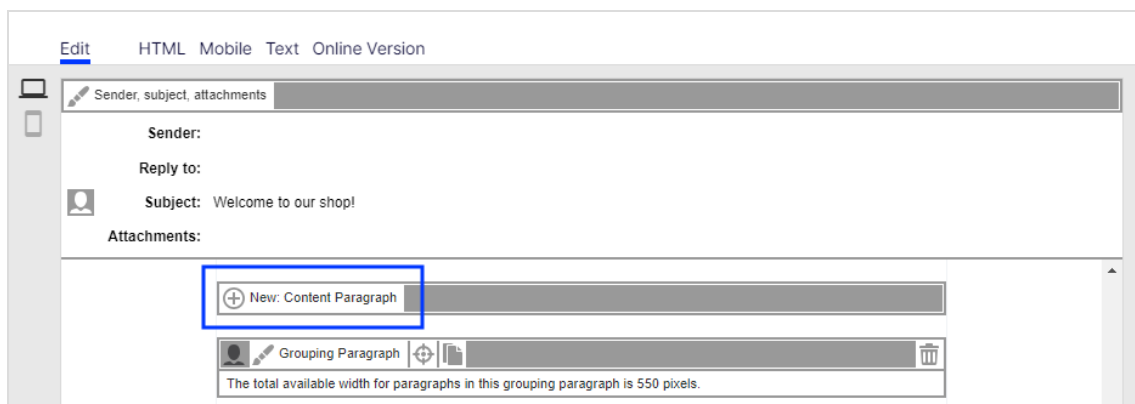 Edit HTML Mobile Text Online Version
Sender, subject, attachments
Sender:
Reply to:
Subject: Welcome to our shop!
Attachments:
New: Content Paragraph
Grouping Paragraph
The total available width for paragraphs in this grouping paragraph is 550 pixels.